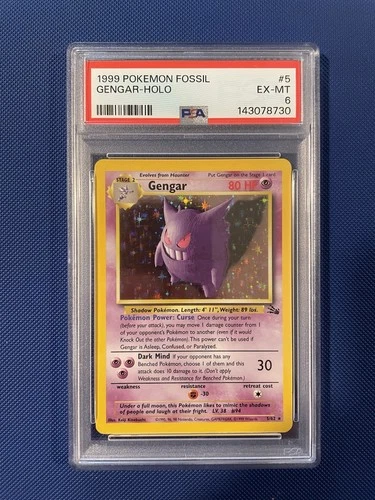 1999 POKEMON FOSSIL #5
GENGAR-HOLO EX-MT
6
PSA 143078730
STAGE 2 Evolves from Haunter Put Gengar on the Stage 1 card
Gengar 80 HP
Shadow Pokémon. Length: 4' 11", Weight: 89 lbs.
Pokémon Power: Curse Once during your turn
(before your attack), you may move 1 damage counter from 1
of your opponent's Pokémon to another (even if it would
Knock Out the other Pokémon). This power can't be used if
Gengar is Asleep, Confused, or Paralyzed.
Dark Mind If your opponent has any
Benched Pokémon, choose 1 of them and this
attack does 10 damage to it. (Don't apply
Weakness and Resistance for Benched Pokémon.) 30
weakness resistance retreat cost
-30
Under a full moon, this Pokémon likes to mimic the shadows
of people and laugh at their fright. LV. 38 #94
Illus. Keiji Kinebuchi 5/62